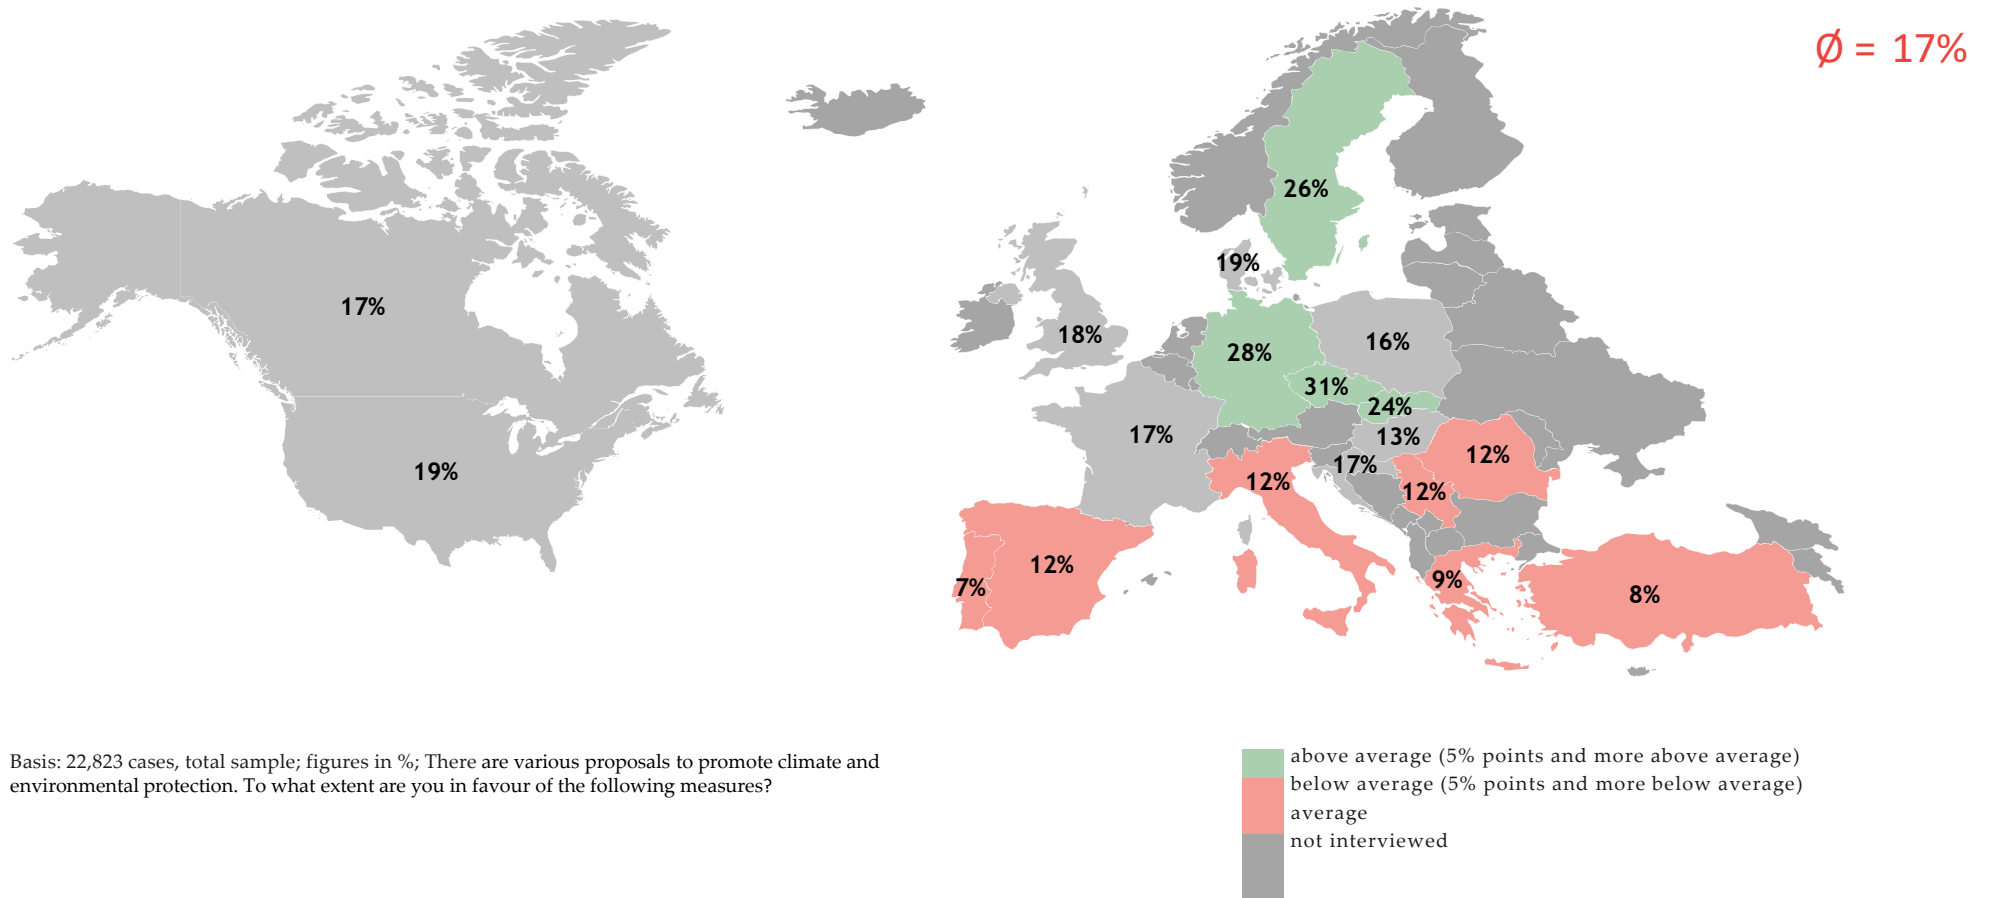 Ø = 17%
26%
19%
17%
18%
16%
28%
31%
24%
17%
13%
12%
17%
19%
12%
12%
12%
7%
9%
8%
Basis: 22,823 cases, total sample; figures in %; There are various proposals to promote climate and
environmental protection. To what extent are you in favour of the following measures?
above average (5% points and more above average)
below average (5% points and more below average)
average
not interviewed